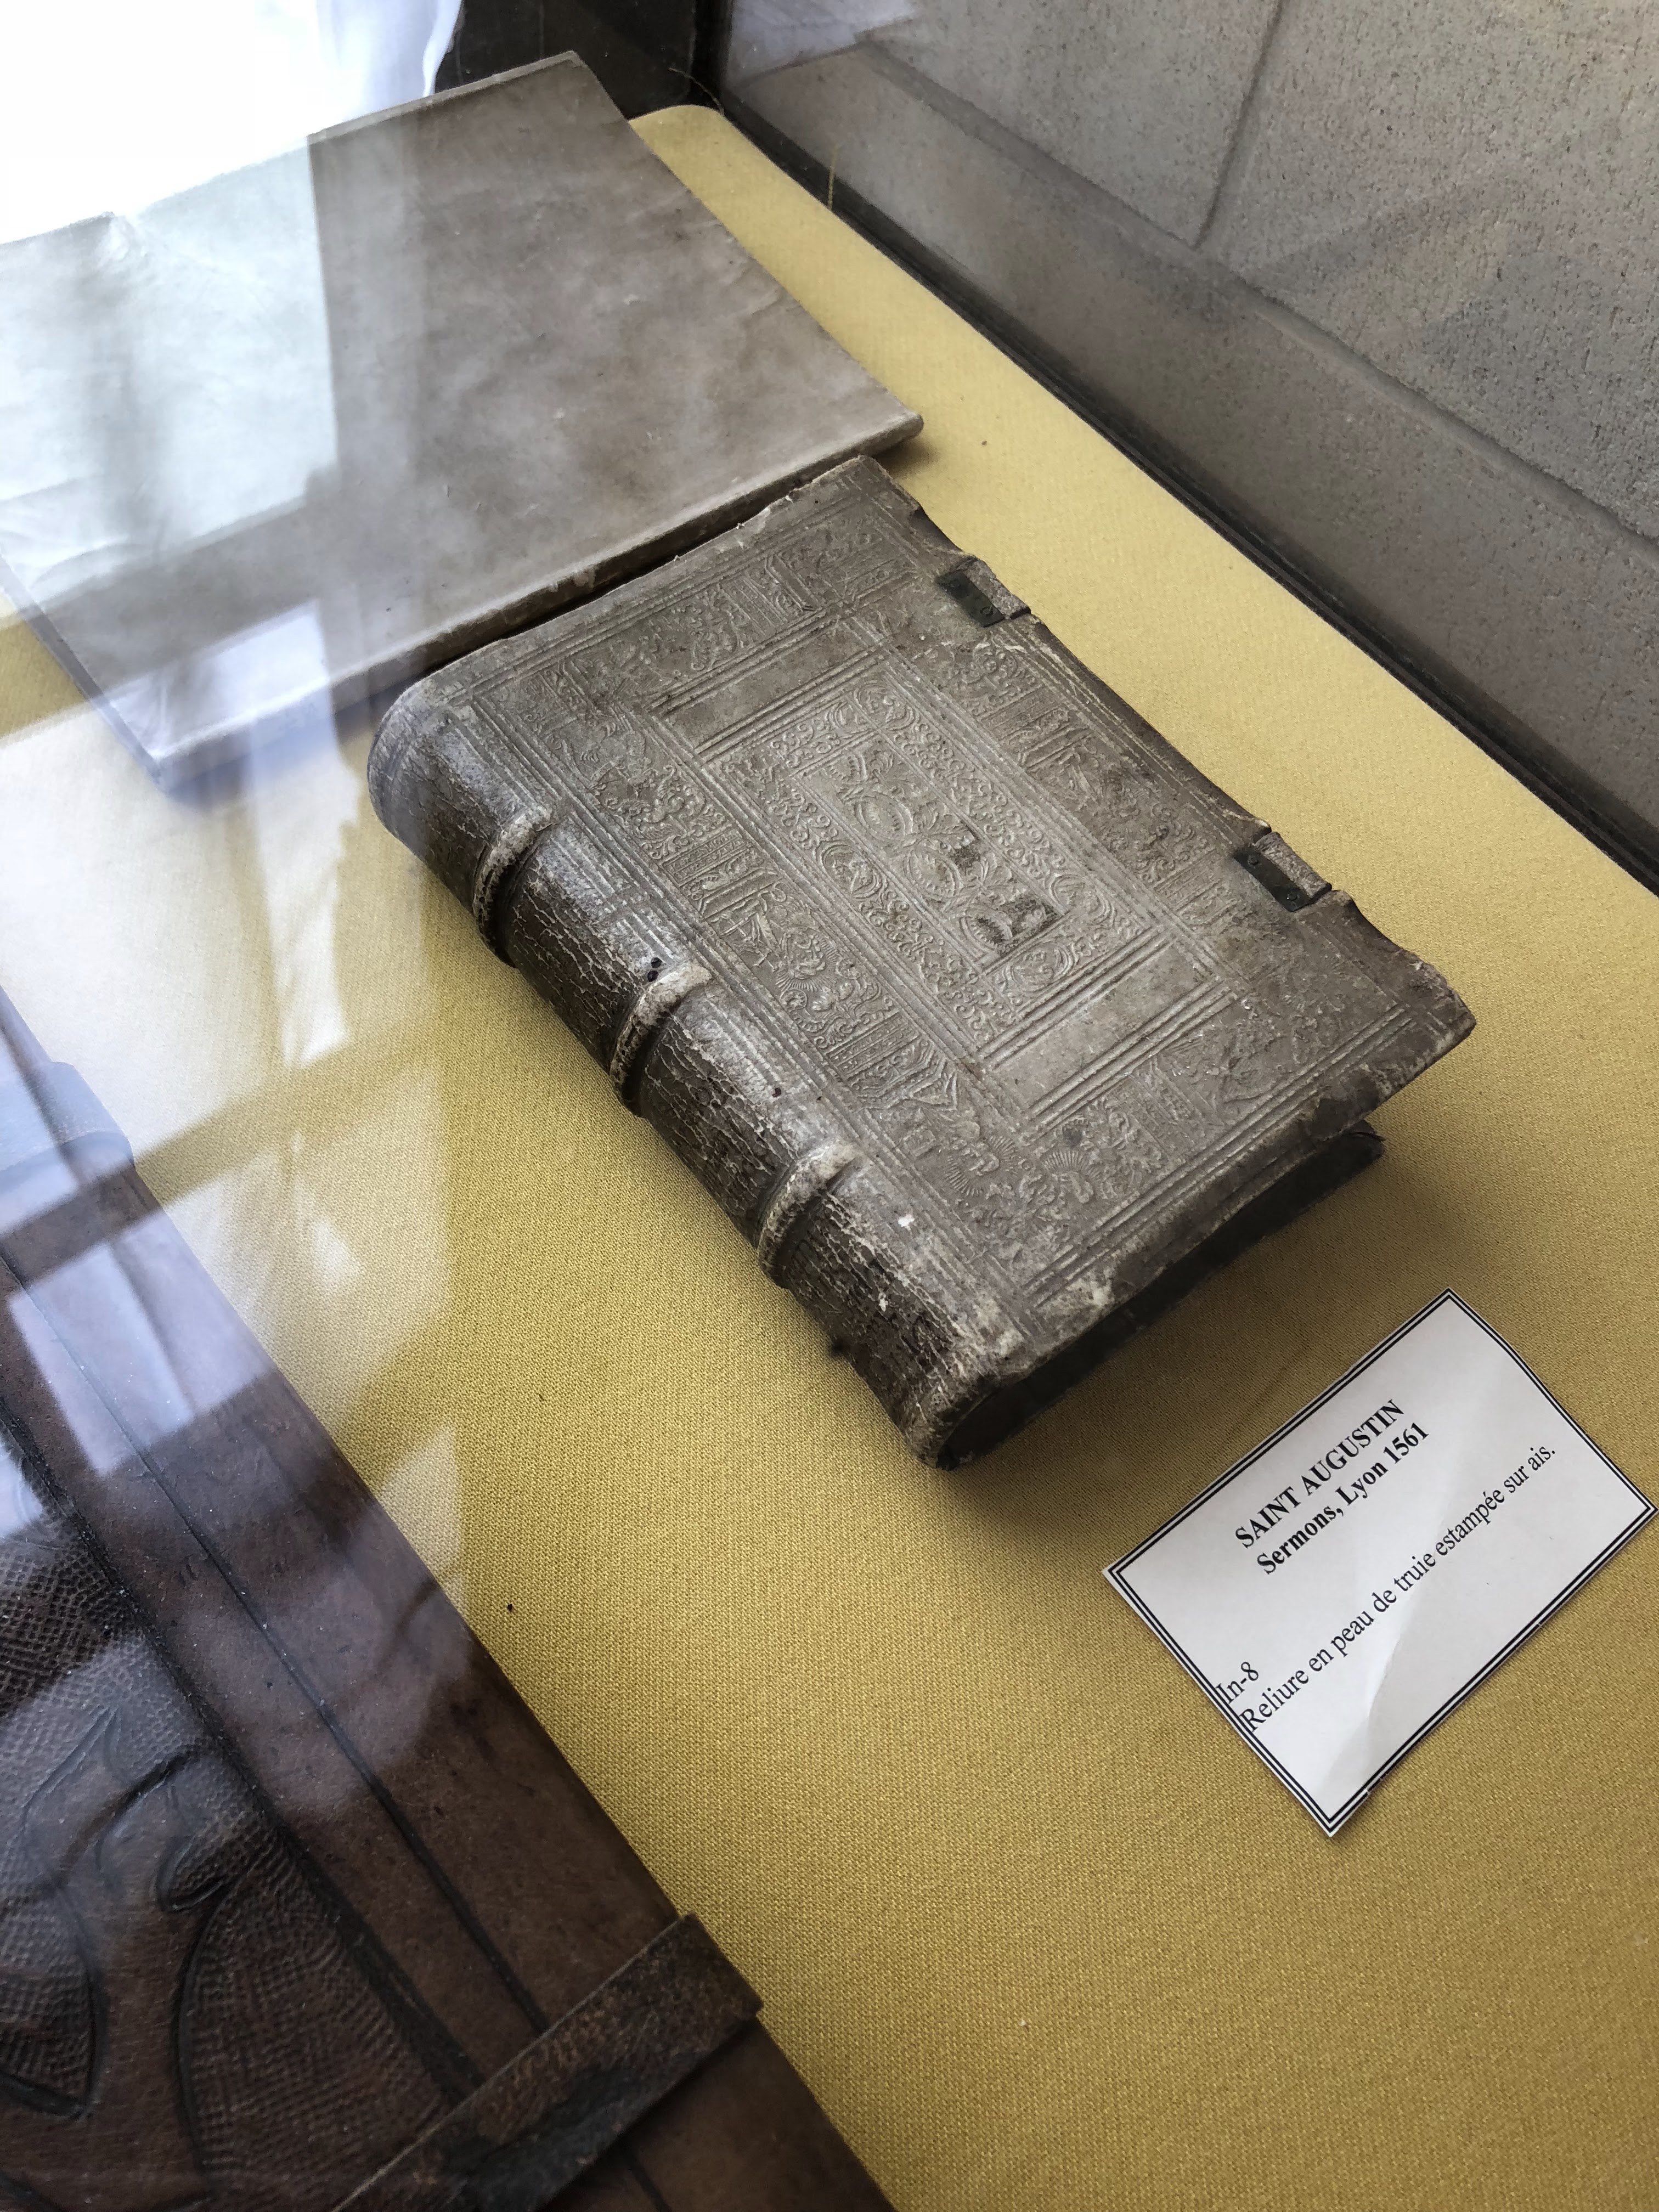 SAINT AUGUSTIN
Sermons, Lyon 1561
In-8
Reliure en peau de truie estampée sur ais.